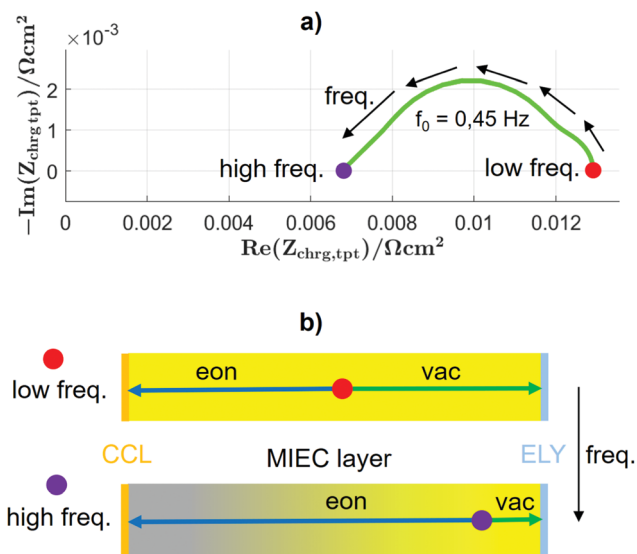 a)
×10⁻³
−Im(Z_chrg tpt)/Ωcm²
2
1
0
freq.
f₀ = 0,45 Hz
high freq.
low freq.
0
0.002
0.004
0.006
0.008
0.01
0.012
Re(Z_chrg,tpt)/Ωcm²
b)
eon
vac
low freq.
CCL
MIEC layer
ELY
freq.
eon
vac
high freq.